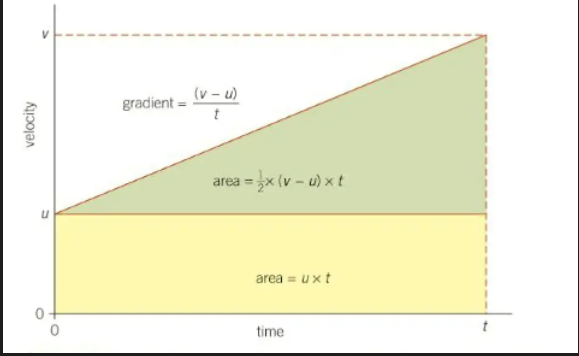 v
gradient = (v – u) / t
velocity
area = ½ × (v – u) × t
u
area = u × t
0
0
time
t